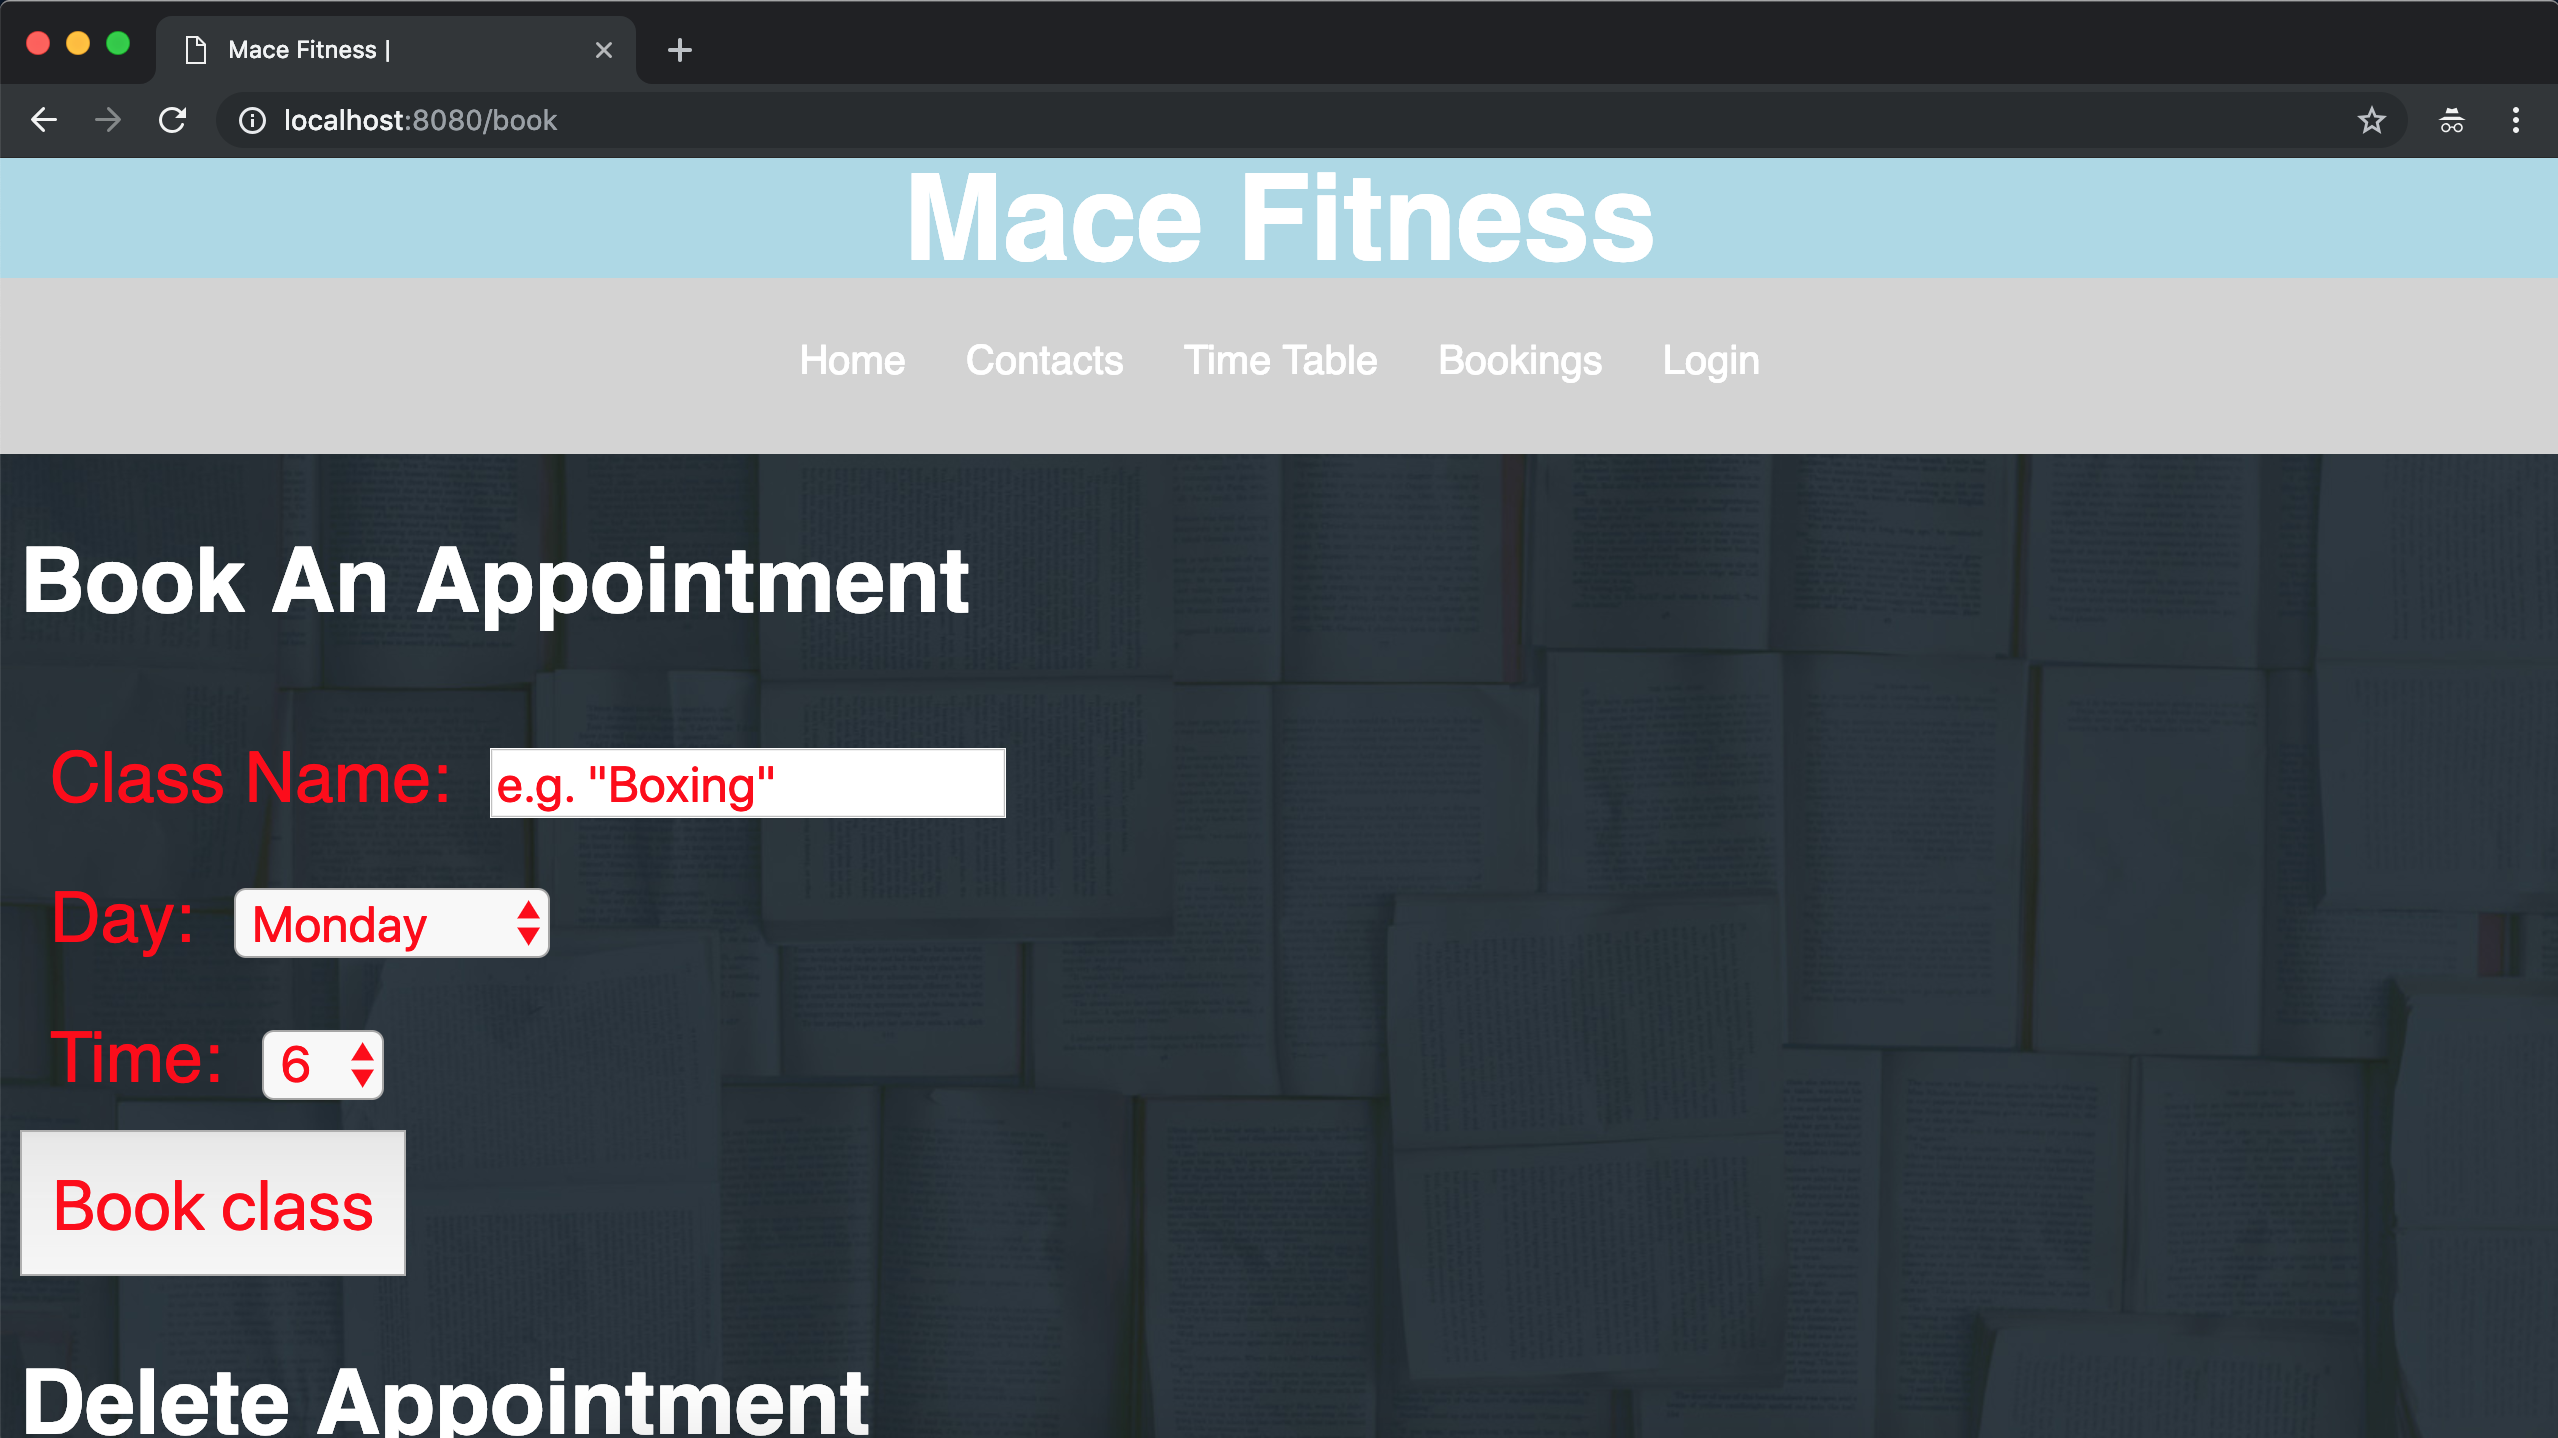 Mace Fitness |
localhost:8080/book
Mace Fitness
Home Contacts Time Table Bookings Login
Book An Appointment
Class Name: e.g. "Boxing"
Day: Monday
Time: 6
Book class
Delete Appointment